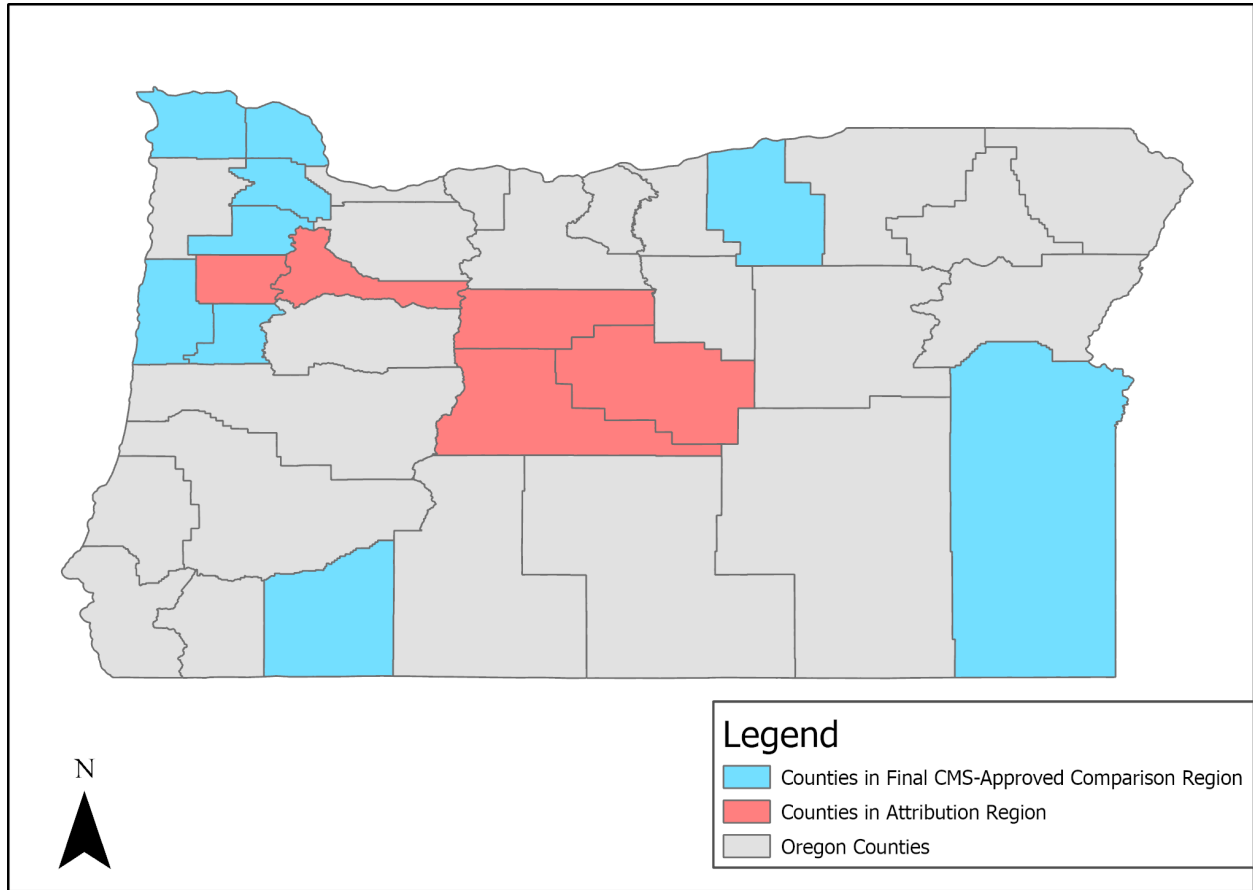 Legend
N
Counties in Final CMS-Approved Comparison Region
Counties in Attribution Region
Oregon Counties